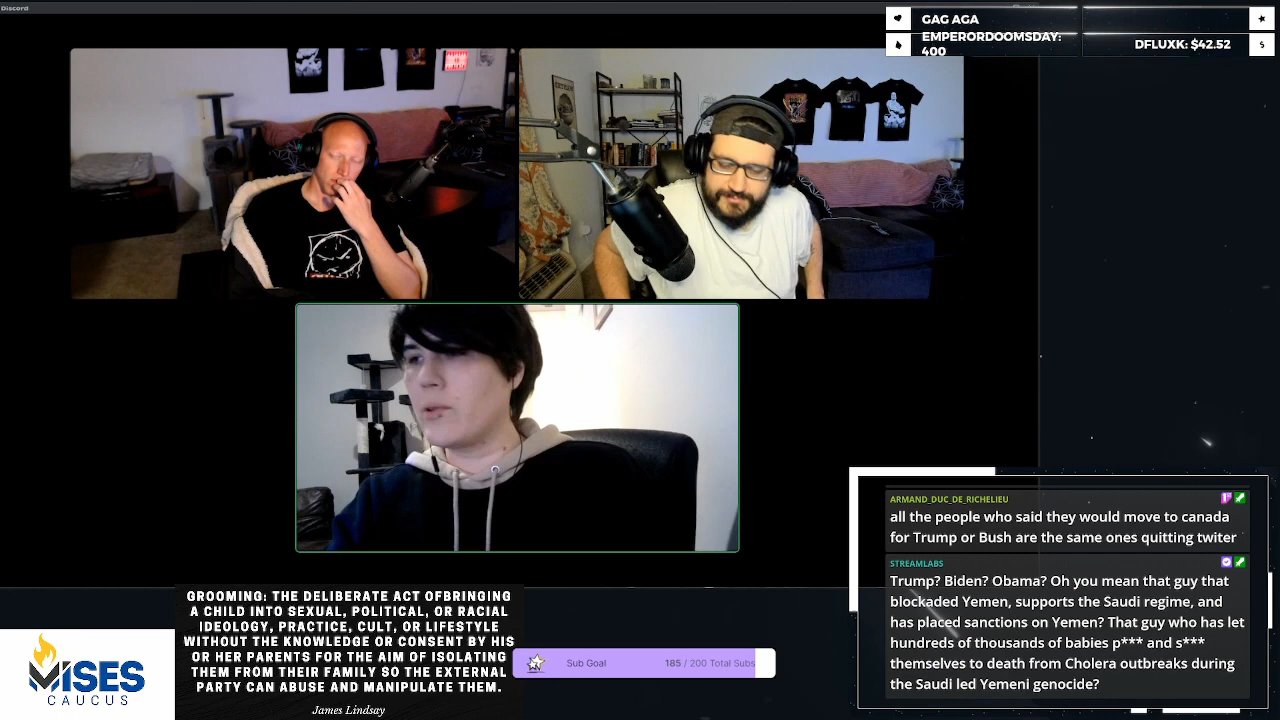 Discord
GAG AGA
EMPERORDOOMSDAY:
400
DFLUXK: $42.52
ARMAND_DUC_DE_RICHELIEU
all the people who said they would move to canada
for Trump or Bush are the same ones quitting twiter
STREAMLABS
Trump? Biden? Obama? Oh you mean that guy that
blockaded Yemen, supports the Saudi regime, and
has placed sanctions on Yemen? That guy who has let
hundreds of thousands of babies p*** and s***
themselves to death from Cholera outbreaks during
the Saudi led Yemeni genocide?
GROOMING: THE DELIBERATE ACT OFBRINGING
A CHILD INTO SEXUAL, POLITICAL, OR RACIAL
IDEOLOGY, PRACTICE, CULT, OR LIFESTYLE
WITHOUT THE KNOWLEDGE OR CONSENT BY HIS
OR HER PARENTS FOR THE AIM OF ISOLATING
THEM FROM THEIR FAMILY SO THE EXTERNAL
PARTY CAN ABUSE AND MANIPULATE THEM.
James Lindsay
Sub Goal 185 / 200 Total Subs
MISES
CAUCUS